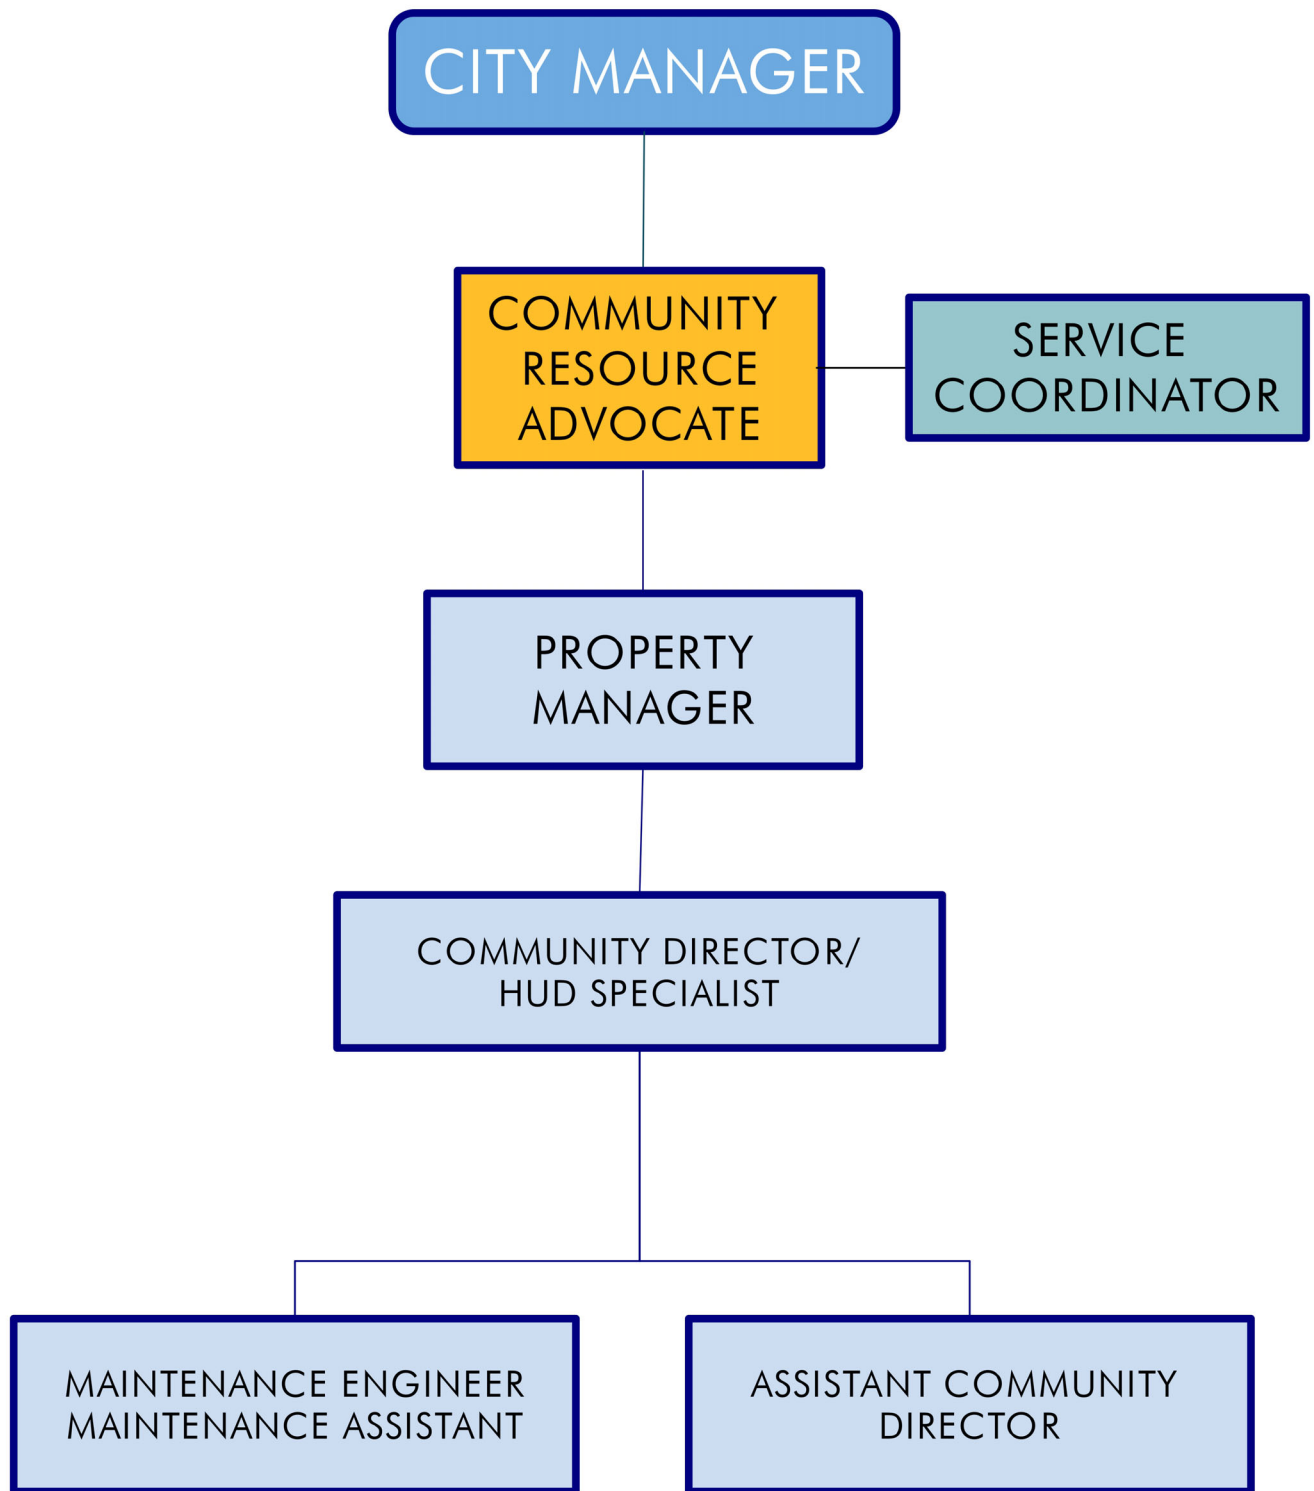 CITY MANAGER
COMMUNITY
RESOURCE
ADVOCATE
SERVICE
COORDINATOR
PROPERTY
MANAGER
COMMUNITY DIRECTOR/
HUD SPECIALIST
MAINTENANCE ENGINEER
MAINTENANCE ASSISTANT
ASSISTANT COMMUNITY
DIRECTOR